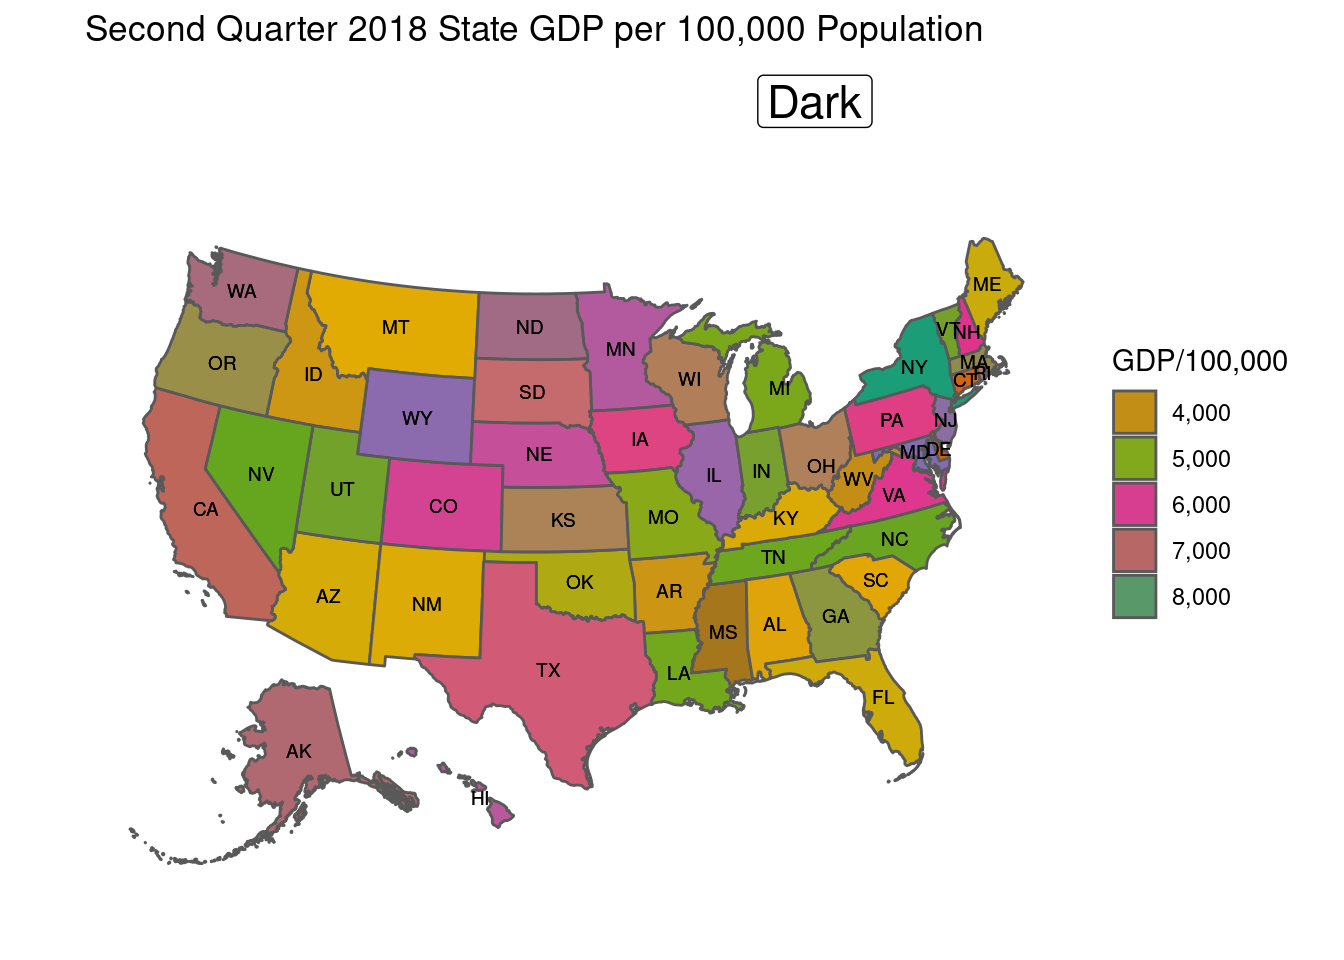 Second Quarter 2018 State GDP per 100,000 Population
Dark
WA
MT
ND
MN
ME
OR
ID
SD
WI
MI
NY
VT
NH
MA
CT
RI
WY
NE
IA
PA
NJ
NV
UT
CO
IL
IN
OH
WV
MD
DE
VA
CA
KS
MO
KY
NC
TN
AZ
NM
OK
AR
SC
MS
AL
GA
TX
LA
FL
AK
HI
GDP/100,000
4,000
5,000
6,000
7,000
8,000